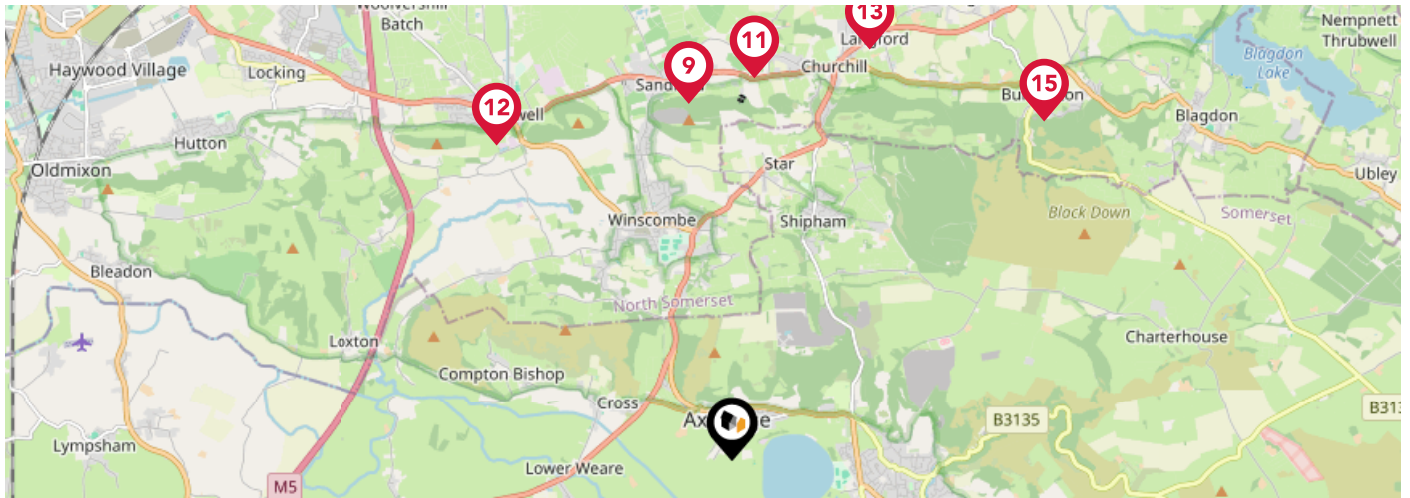 Woolvershill
Batch
13
Nempnett
Thrubwell
11
Langford
Haywood Village
Locking
9
Churchill
Blagdon
Lake
12
15
Blagdon
Hutton
Oldmixon
Star
Ubley
Winscombe
Shipham
Black Down
Somerset
Bleadon
North Somerset
Loxton
Charterhouse
Compton Bishop
Cross
B3135
Lympsham
Lower Weare
M5